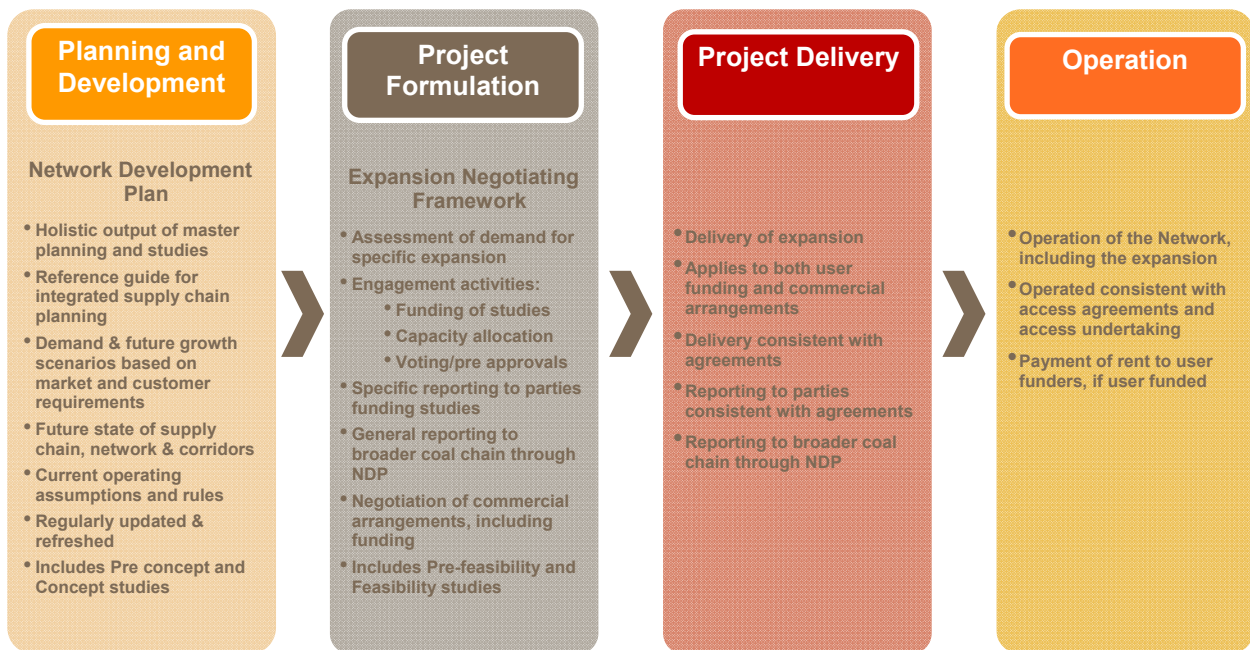 Planning and
Development
Network Development
Plan
• Holistic output of master
planning and studies
• Reference guide for
integrated supply chain
planning
• Demand & future growth
scenarios based on
market and customer
requirements
• Future state of supply
chain, network & corridors
• Current operating
assumptions and rules
• Regularly updated &
refreshed
• Includes Pre concept and
Concept studies
Project
Formulation
Expansion Negotiating
Framework
• Assessment of demand for
specific expansion
• Engagement activities:
• Funding of studies
• Capacity allocation
• Voting/pre approvals
• Specific reporting to parties
funding studies
• General reporting to
broader coal chain through
NDP
• Negotiation of commercial
arrangements, including
funding
• Includes Pre-feasibility and
Feasibility studies
Project Delivery
• Delivery of expansion
• Applies to both user
funding and commercial
arrangements
• Delivery consistent with
agreements
• Reporting to parties
consistent with agreements
• Reporting to broader coal
chain through NDP
Operation
• Operation of the Network,
including the expansion
• Operated consistent with
access agreements and
access undertaking
• Payment of rent to user
funders, if user funded